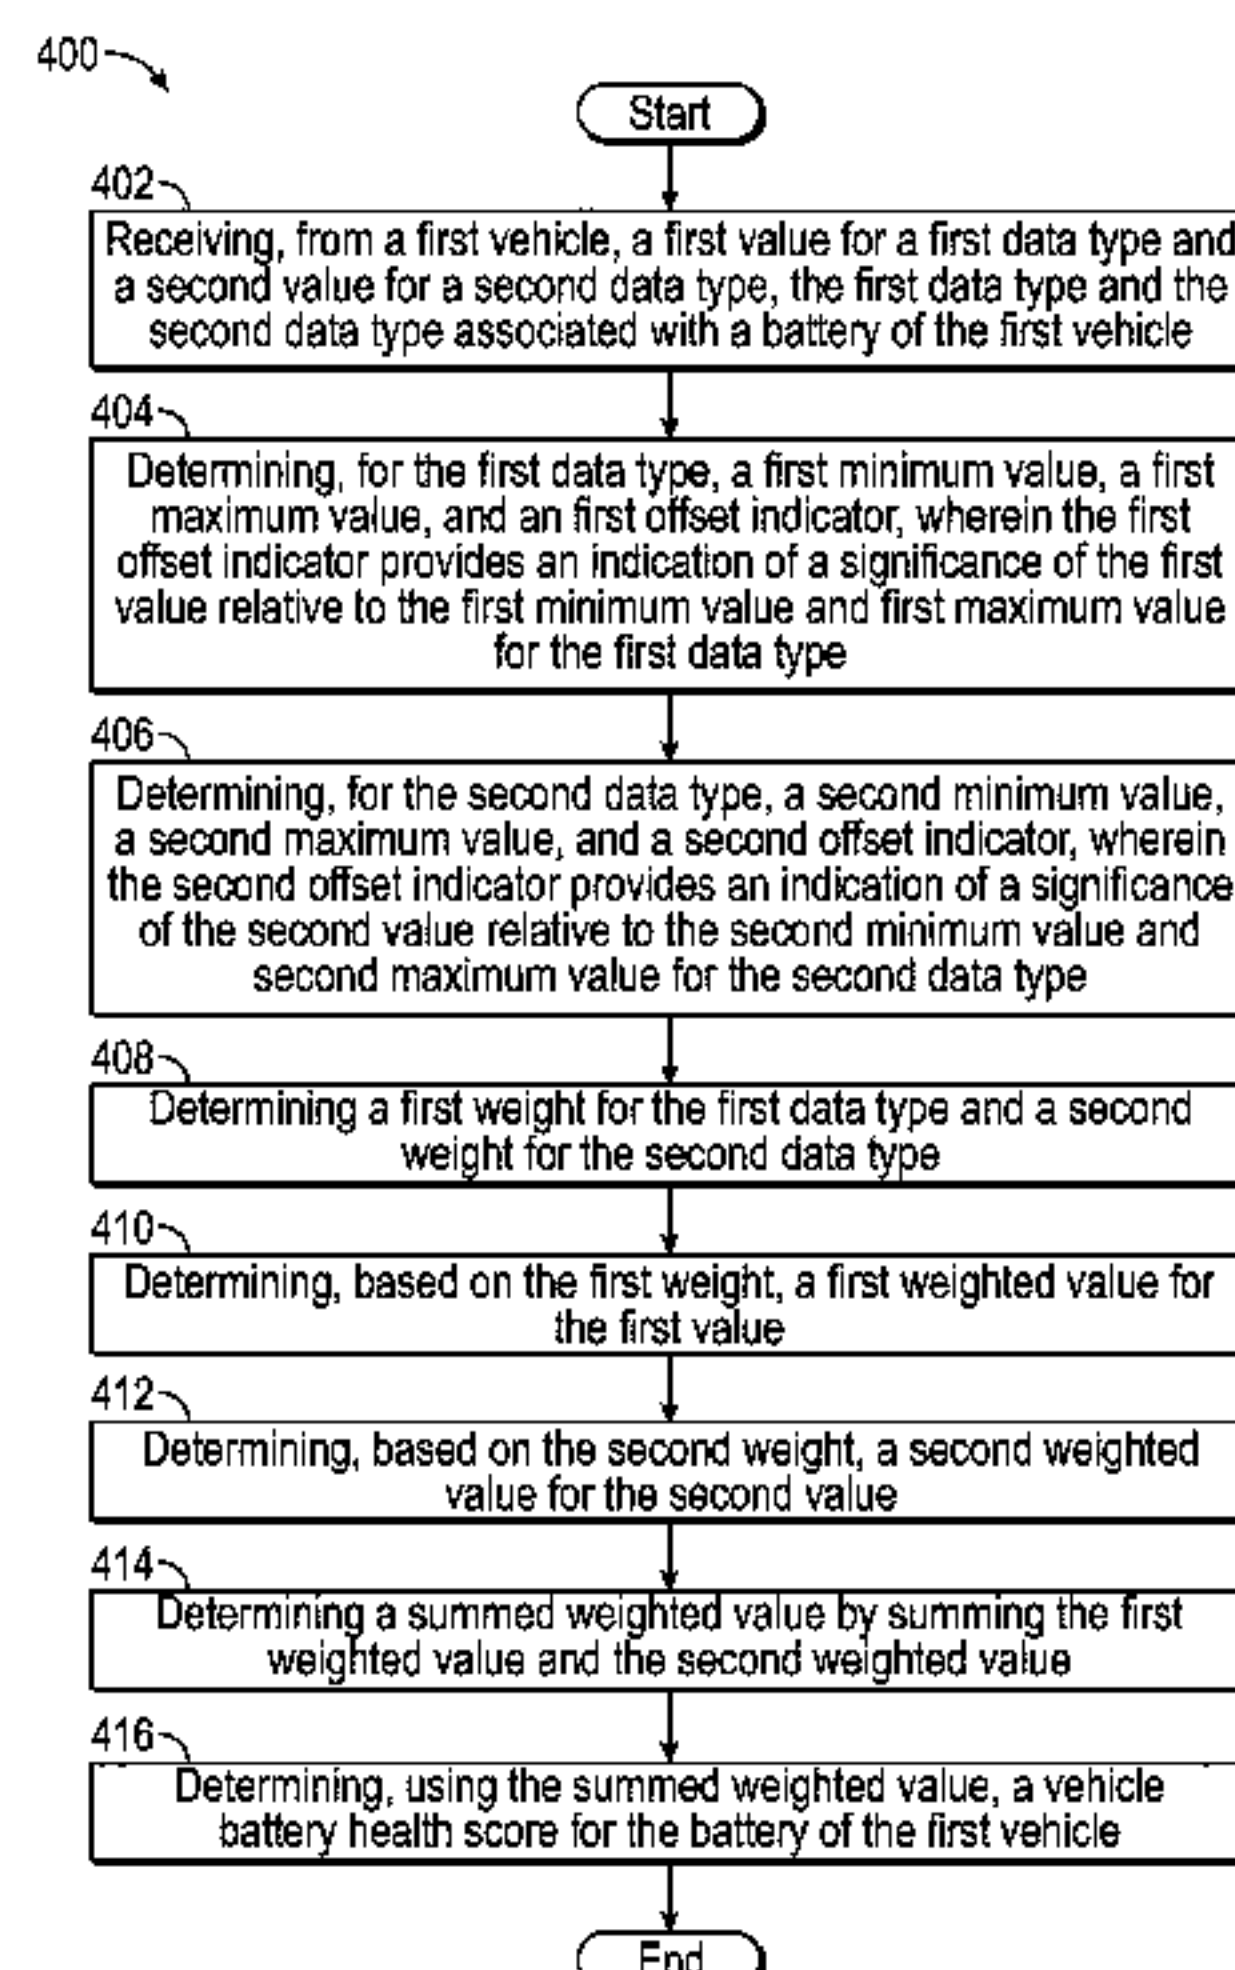 400
Start
402
Receiving, from a first vehicle, a first value for a first data type and
a second value for a second data type, the first data type and the
second data type associated with a battery of the first vehicle
404
Determining, for the first data type, a first minimum value, a first
maximum value, and an first offset indicator, wherein the first
offset indicator provides an indication of a significance of the first
value relative to the first minimum value and first maximum value
for the first data type
406
Determining, for the second data type, a second minimum value,
a second maximum value, and a second offset indicator, wherein
the second offset indicator provides an indication of a significance
of the second value relative to the second minimum value and
second maximum value for the second data type
408
Determining a first weight for the first data type and a second
weight for the second data type
410
Determining, based on the first weight, a first weighted value for
the first value
412
Determining, based on the second weight, a second weighted
value for the second value
414
Determining a summed weighted value by summing the first
weighted value and the second weighted value
416
Determining, using the summed weighted value, a vehicle
battery health score for the battery of the first vehicle
End